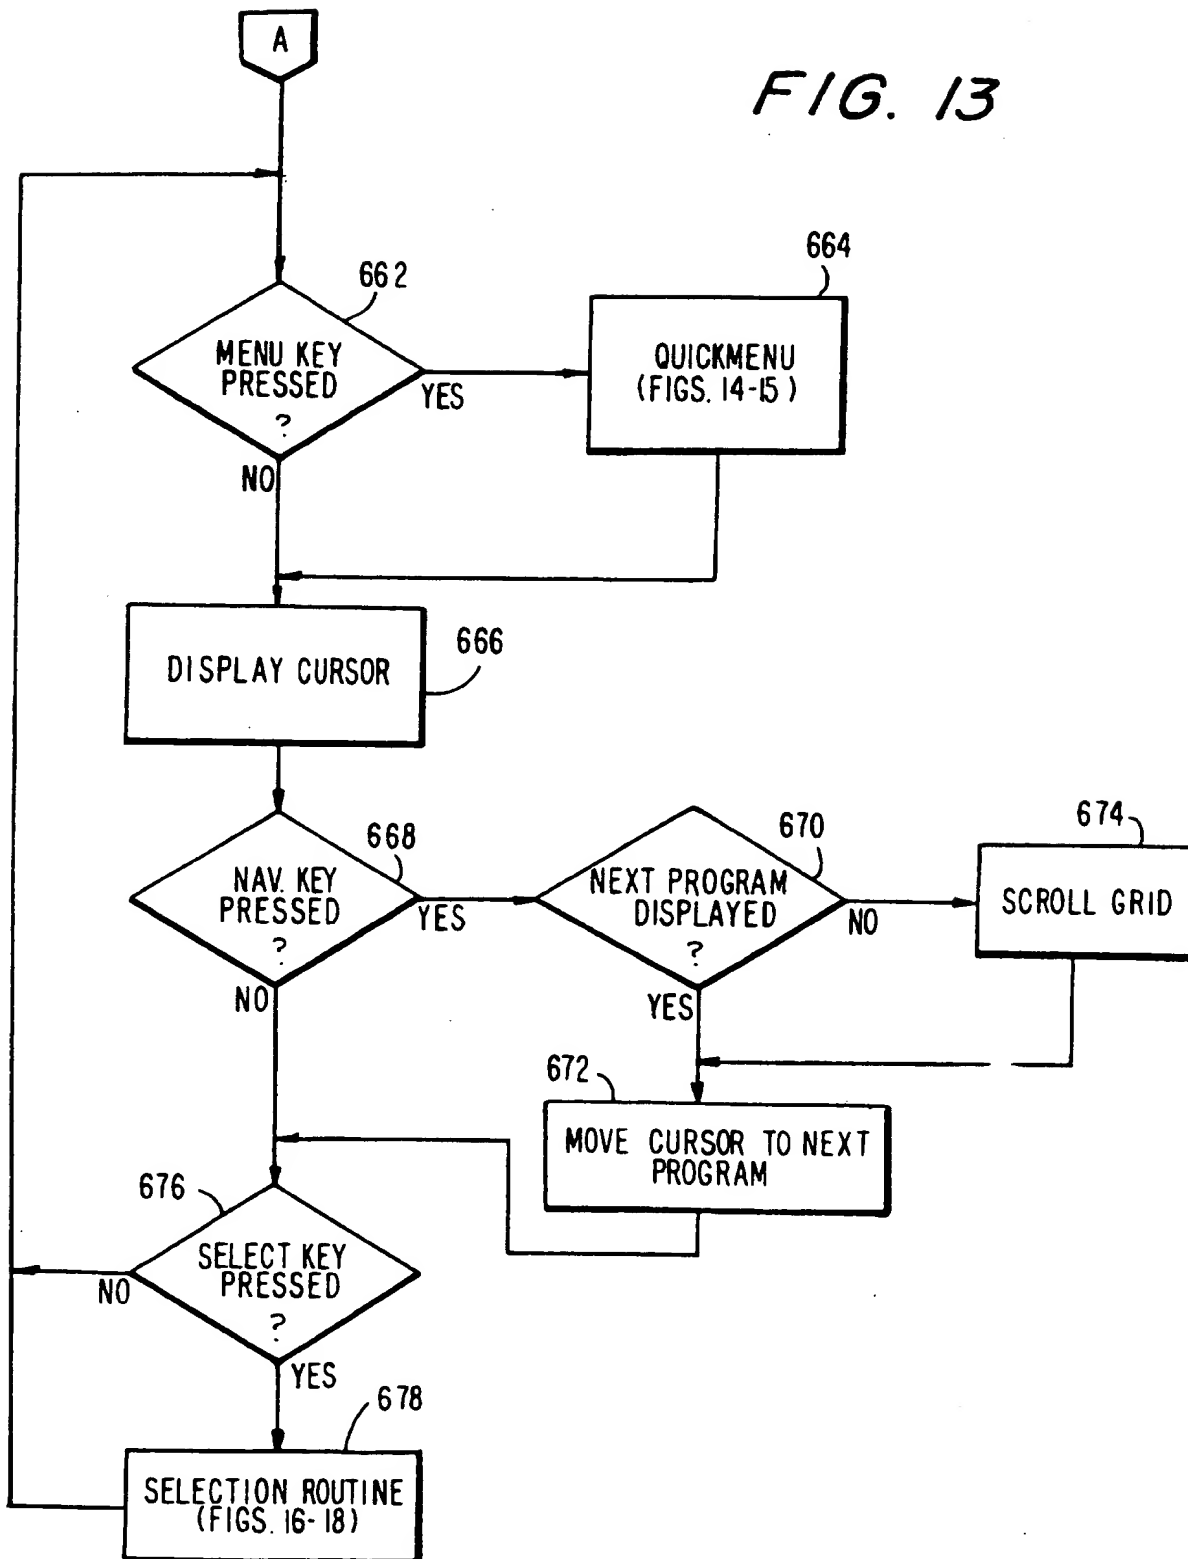 A
FIG. 13
662
664
MENU KEY
PRESSED
?
YES
NO
QUICKMENU
(FIGS. 14-15)
DISPLAY CURSOR
666
668
NAV. KEY
PRESSED
?
YES
NO
670
NEXT PROGRAM
DISPLAYED
?
NO
YES
674
SCROLL GRID
672
MOVE CURSOR TO NEXT
PROGRAM
676
SELECT KEY
PRESSED
?
NO
YES
678
SELECTION ROUTINE
(FIGS. 16-18)